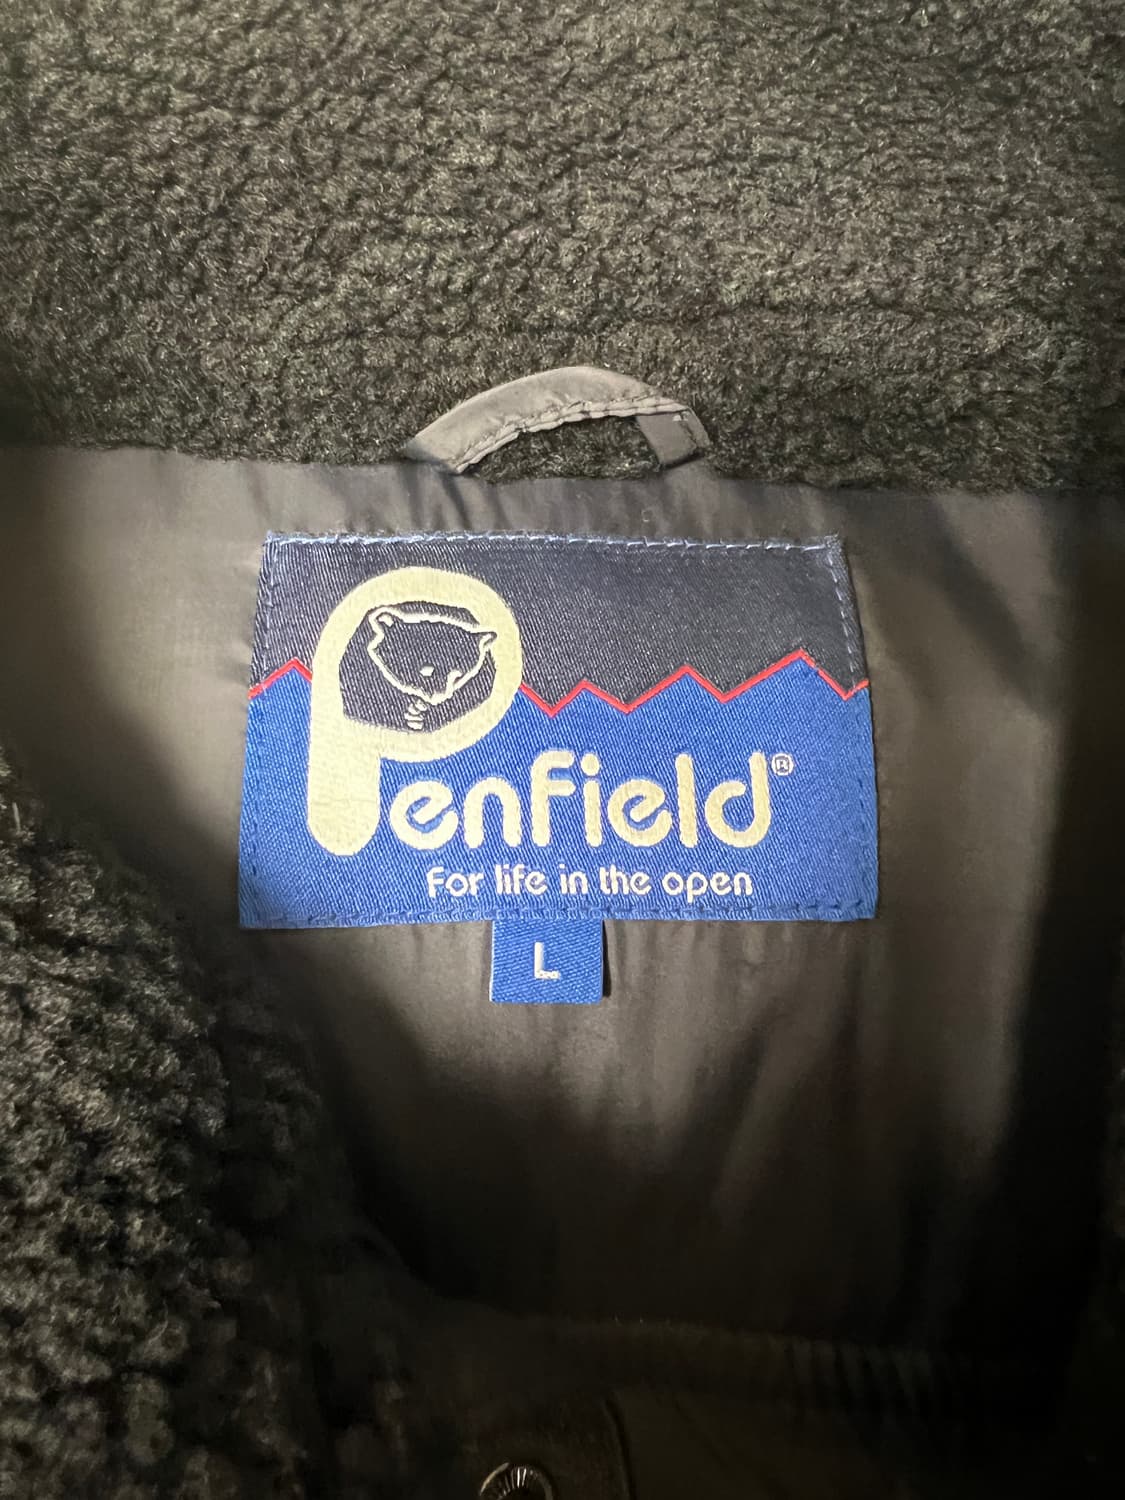 Penfield®
For life in the open
L